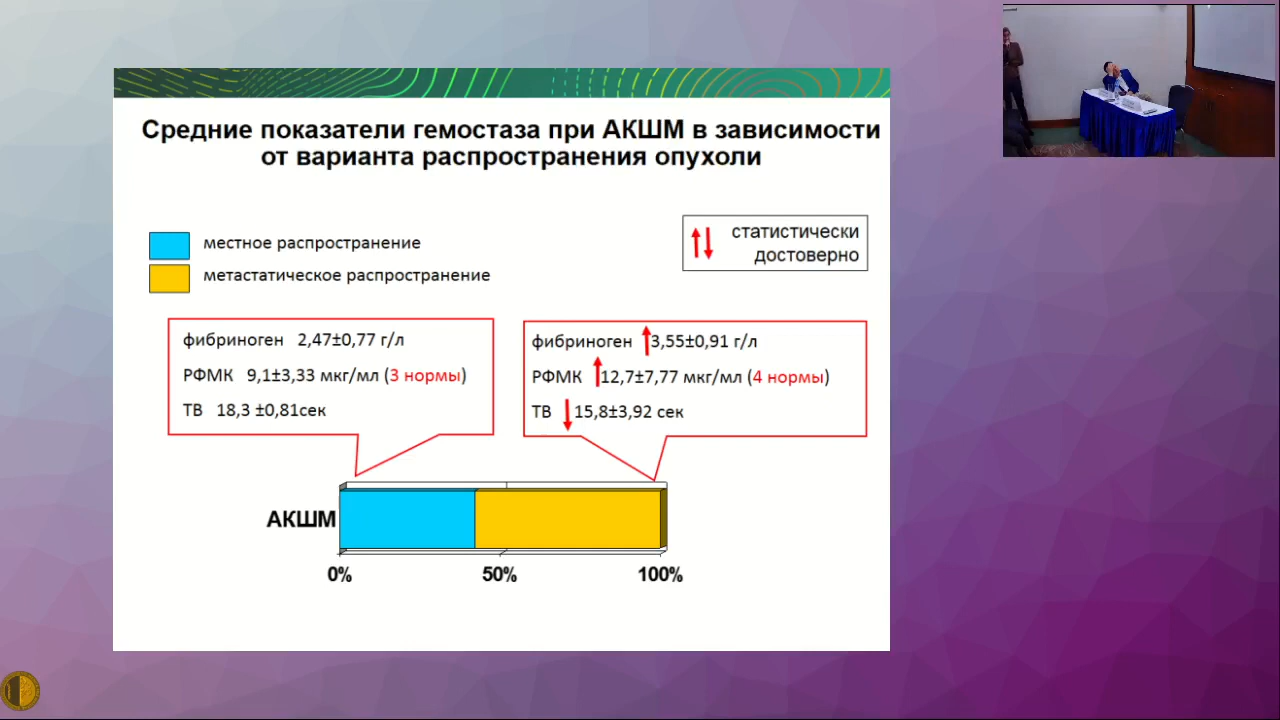 Средние показатели гемостаза при АКШМ в зависимости
от варианта распространения опухоли
местное распространение
метастатическое распространение
статистически
достоверно
фибриноген 2,47±0,77 г/л
РФМК 9,1±3,33 мкг/мл (3 нормы)
ТВ 18,3 ±0,81сек
фибриноген 3,55±0,91 г/л
РФМК 12,7±7,77 мкг/мл (4 нормы)
ТВ 15,8±3,92 сек
АКШМ
0% 50% 100%